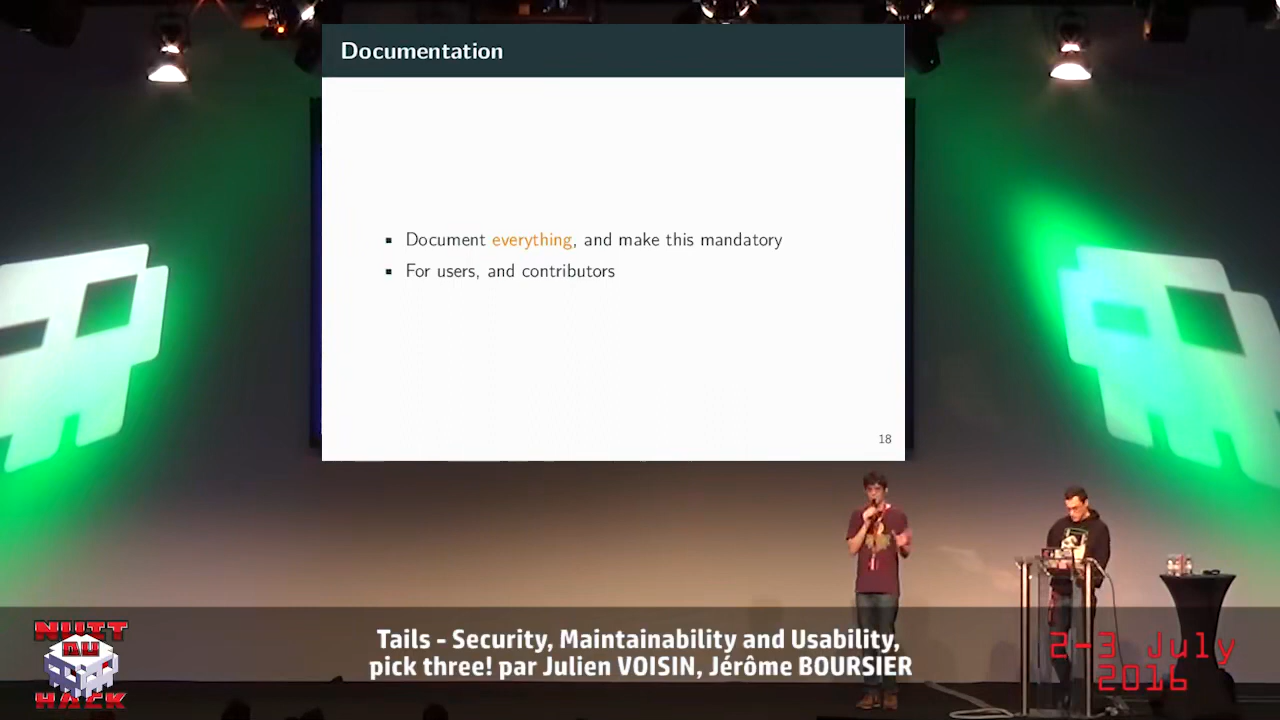 Documentation
▪ Document everything, and make this mandatory
▪ For users, and contributors
18
NUIT
DU
HACK
Tails - Security, Maintainability and Usability,
pick three! par Julien VOISIN, Jérôme BOURSIER
2-3 July
2016